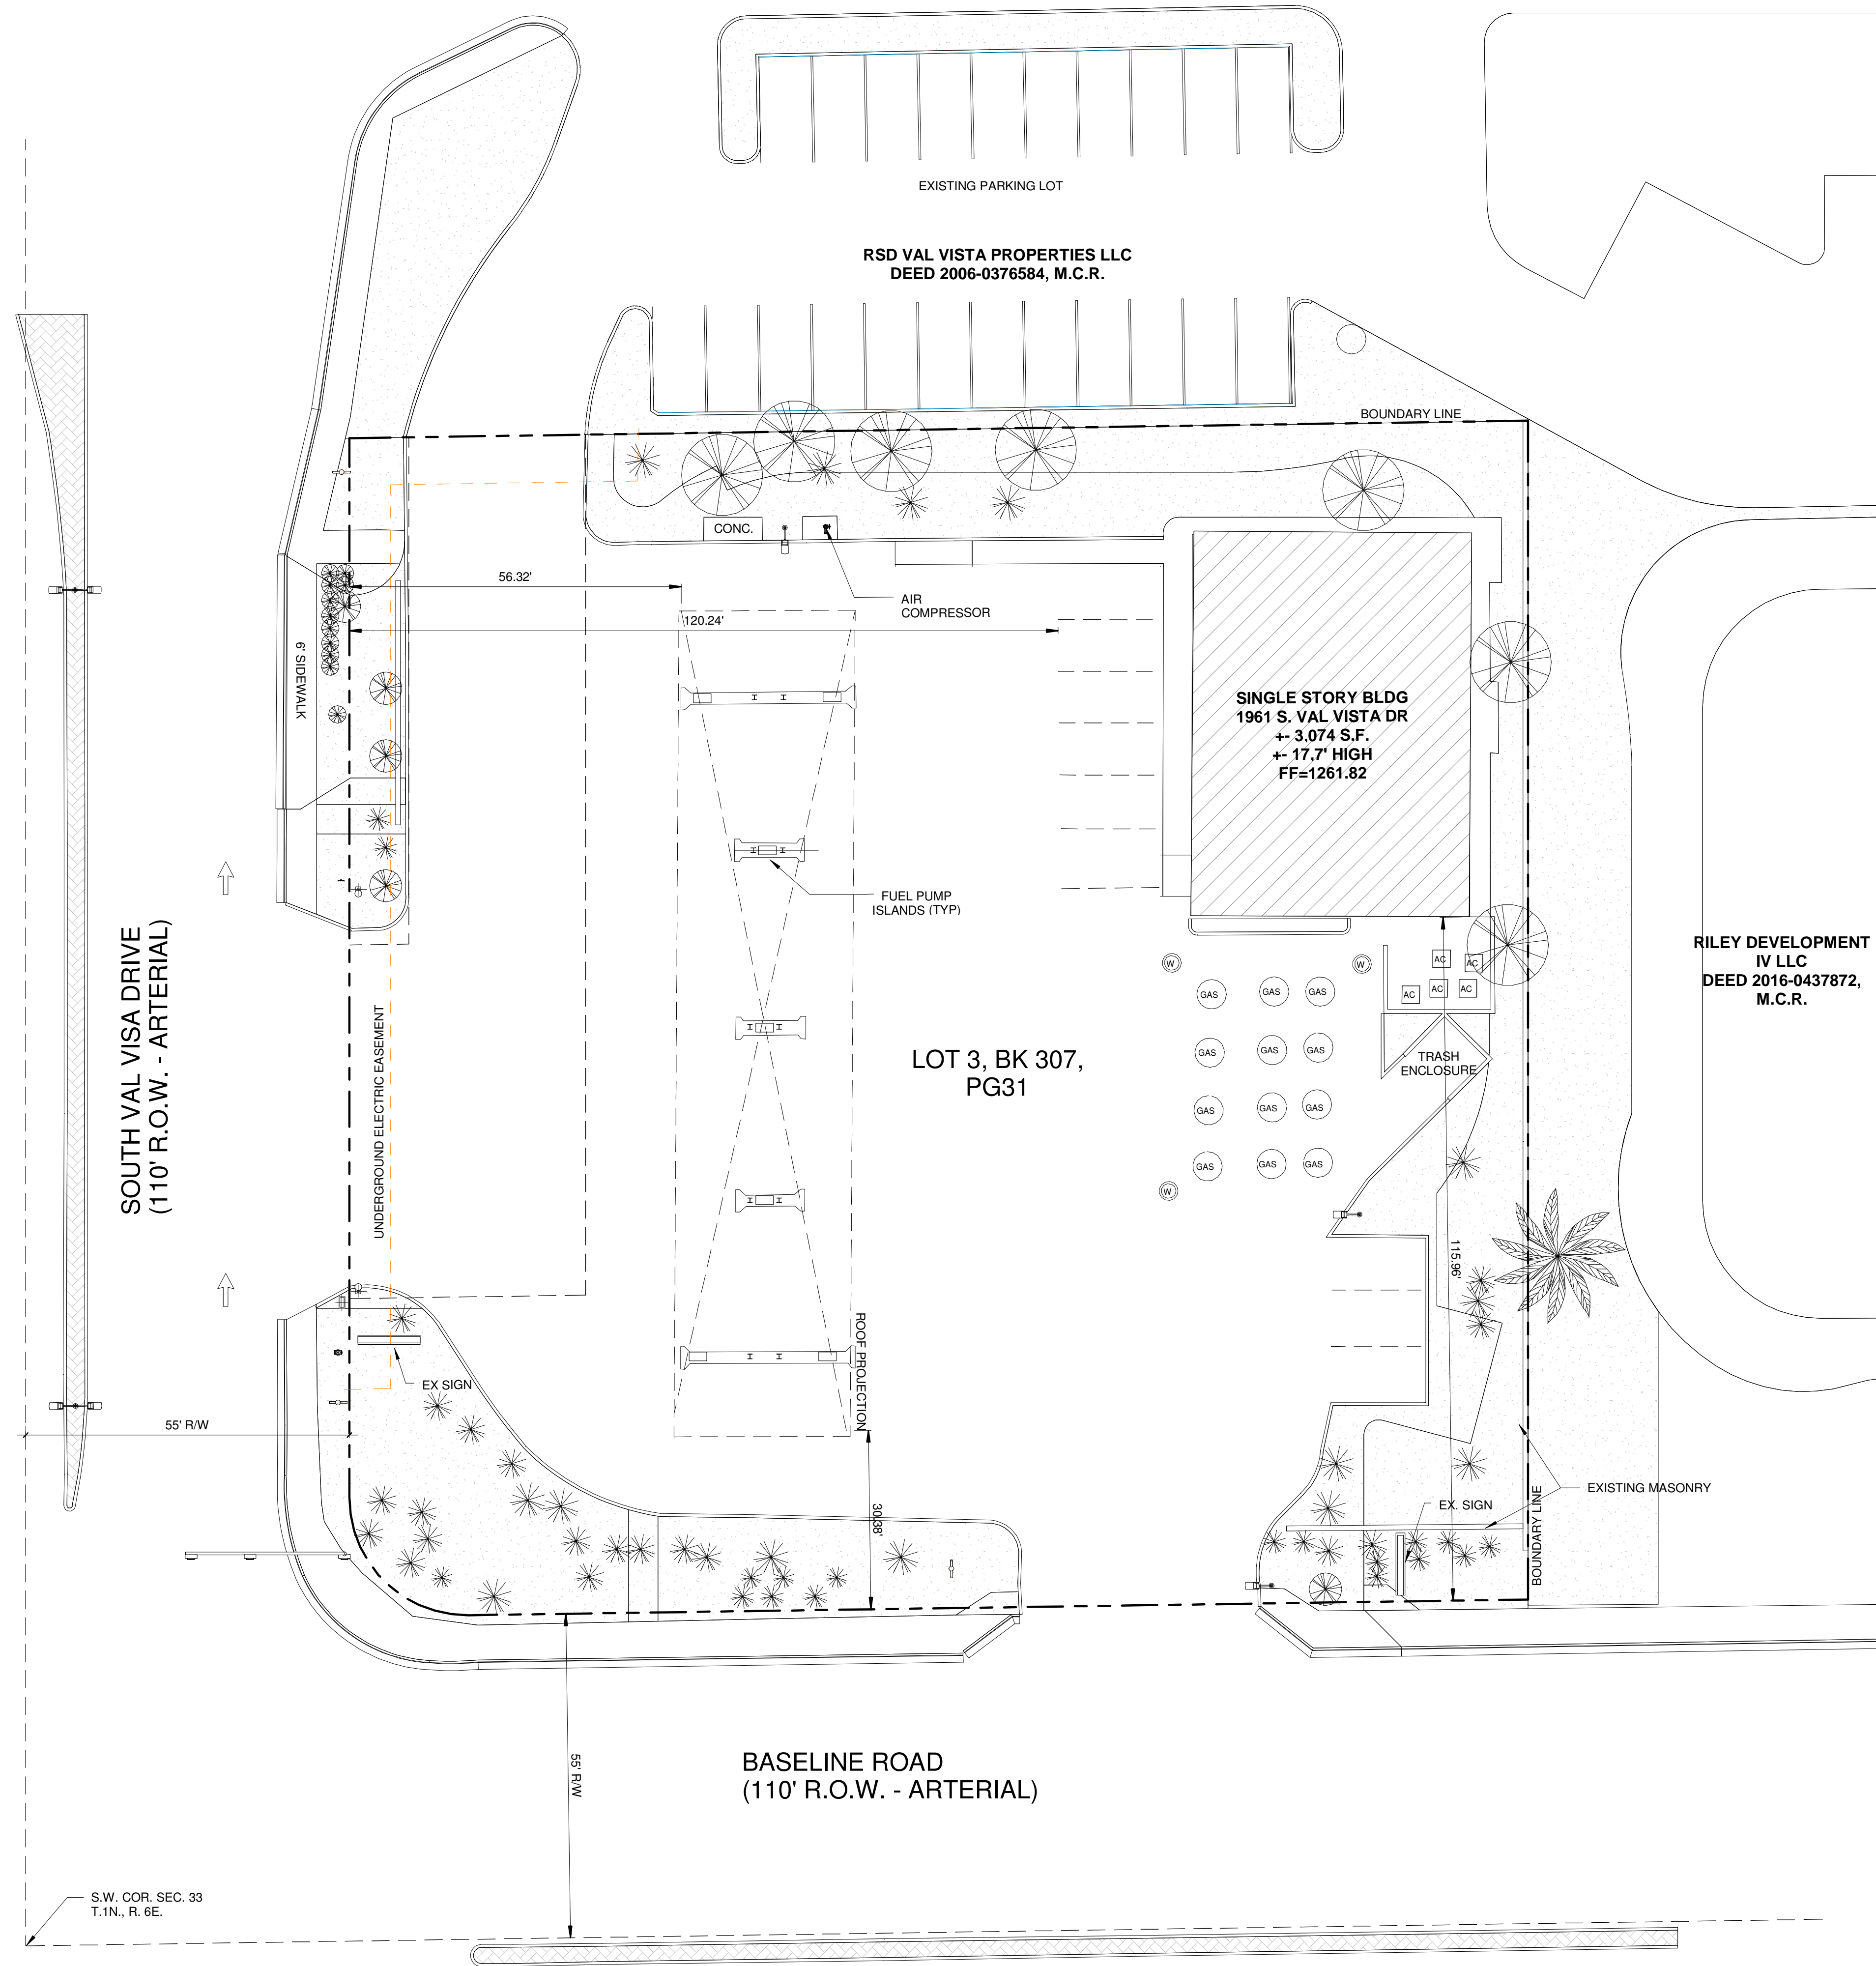 EXISTING PARKING LOT
RSD VAL VISTA PROPERTIES LLC
DEED 2006-0376584, M.C.R.
BOUNDARY LINE
CONC.
56.32'
AIR
COMPRESSOR
120.24'
6' SIDEWALK
SINGLE STORY BLDG
1961 S. VAL VISTA DR
+- 3,074 S.F.
+- 17,7' HIGH
FF=1261.82
FUEL PUMP
ISLANDS (TYP)
SOUTH VAL VISA DRIVE
(110' R.O.W. - ARTERIAL)
RILEY DEVELOPMENT
IV LLC
DEED 2016-0437872,
M.C.R.
W
W
AC
AC
AC
AC
AC
GAS
GAS
GAS
UNDERGROUND ELECTRIC EASEMENT
LOT 3, BK 307,
PG31
GAS
GAS
GAS
TRASH
ENCLOSURE
GAS
GAS
GAS
GAS
GAS
GAS
W
115.96'
ROOF PROJECTION
EX SIGN
55' R/W
30.38'
EX. SIGN
EXISTING MASONRY
BOUNDARY LINE
55' R/W
BASELINE ROAD
(110' R.O.W. - ARTERIAL)
S.W. COR. SEC. 33
T.1N., R. 6E.